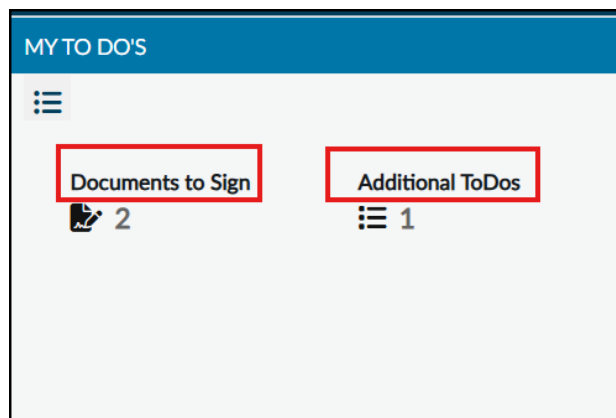 MY TO DO'S
Documents to Sign
2
Additional ToDos
1